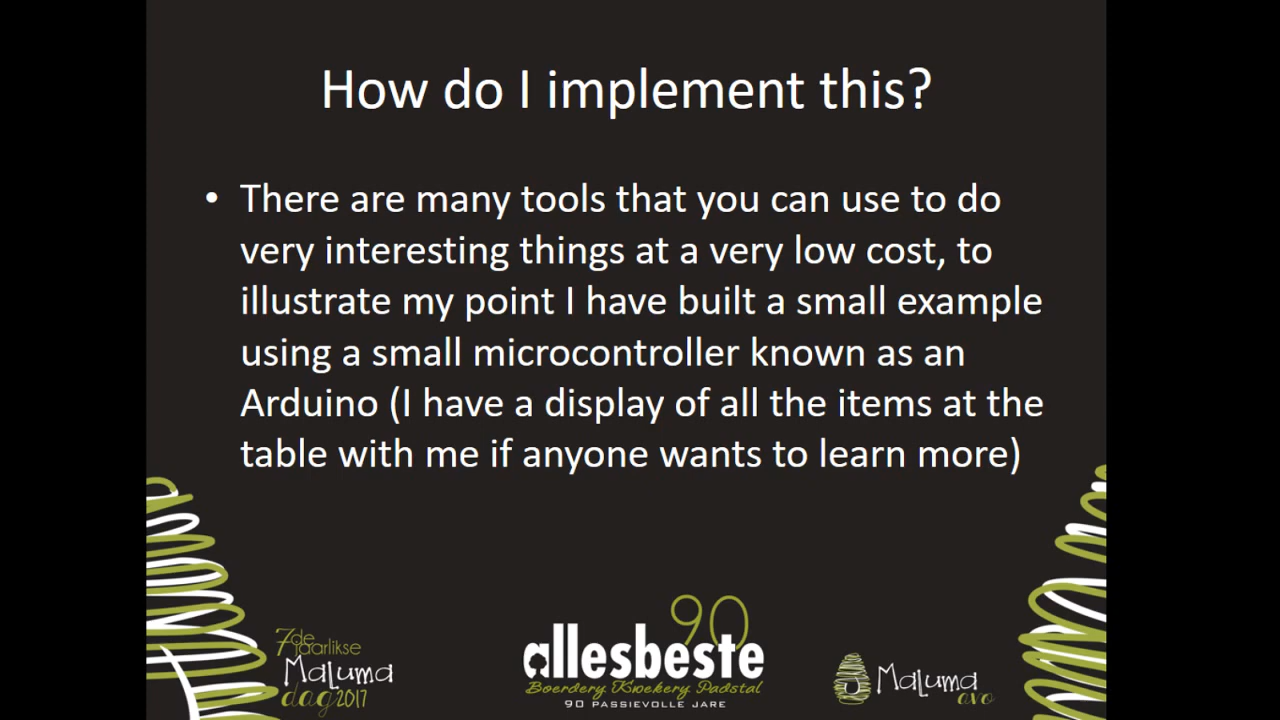 How do I implement this?
• There are many tools that you can use to do
very interesting things at a very low cost, to
illustrate my point I have built a small example
using a small microcontroller known as an
Arduino (I have a display of all the items at the
table with me if anyone wants to learn more)
7de
jaarlikse
Maluma
dag 2017
90
allesbeste
Boerdery Kwekery Padstal
90 PASSIEVOLLE JARE
Maluma
avo